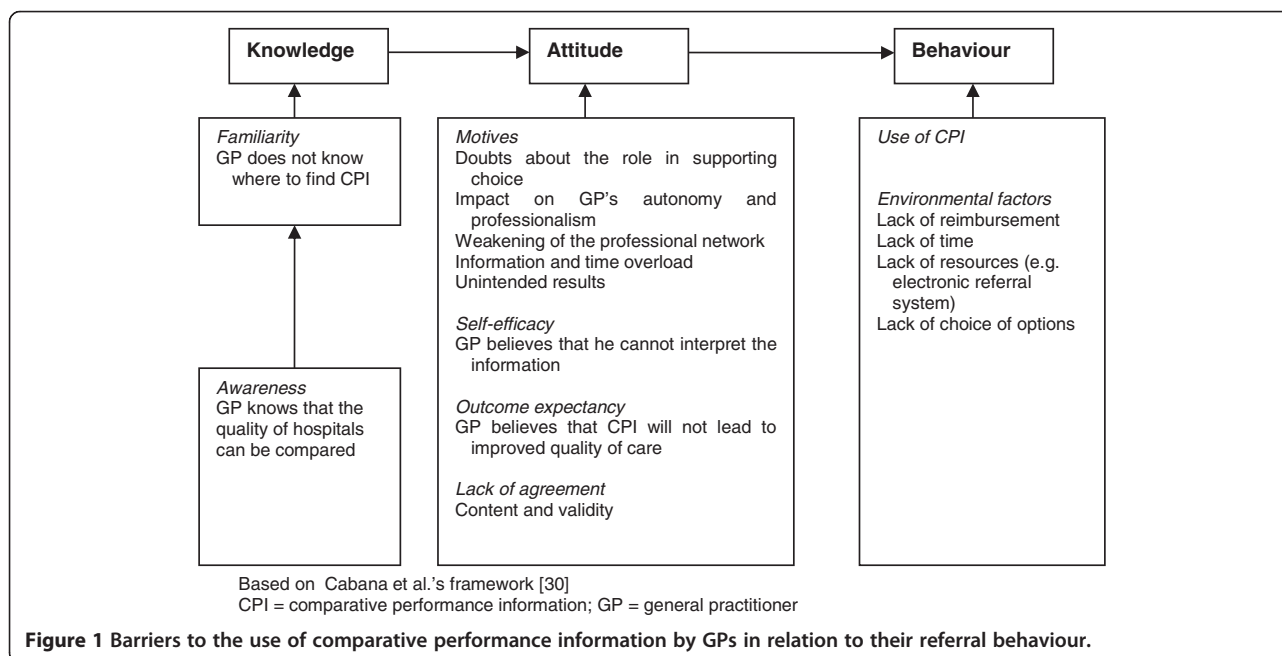 Knowledge
Attitude
Behaviour
Familiarity
GP does not know
where to find CPI
Awareness
GP knows that the
quality of hospitals
can be compared
Motives
Doubts about the role in supporting
choice
Impact on GP's autonomy and
professionalism
Weakening of the professional network
Information and time overload
Unintended results
Self-efficacy
GP believes that he cannot interpret the
information
Outcome expectancy
GP believes that CPI will not lead to
improved quality of care
Lack of agreement
Content and validity
Use of CPI
Environmental factors
Lack of reimbursement
Lack of time
Lack of resources (e.g.
electronic referral
system)
Lack of choice of options
Based on Cabana et al.'s framework [30]
CPI = comparative performance information; GP = general practitioner
Figure 1 Barriers to the use of comparative performance information by GPs in relation to their referral behaviour.